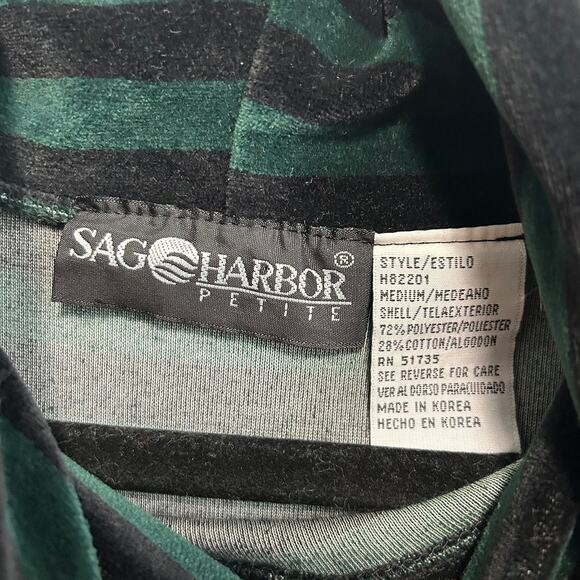 SAG HARBOR®
PETITE
STYLE/ESTILO
H82201
MEDIUM/MEDEANO
SHELL/TELAEXTERIOR
72%POLYESTER/POLIESTER
28%COTTON/ALGODON
RN 51735
SEE REVERSE FOR CARE
VER AL DORSO PARACUIDADO
MADE IN KOREA
HECHO EN KOREA